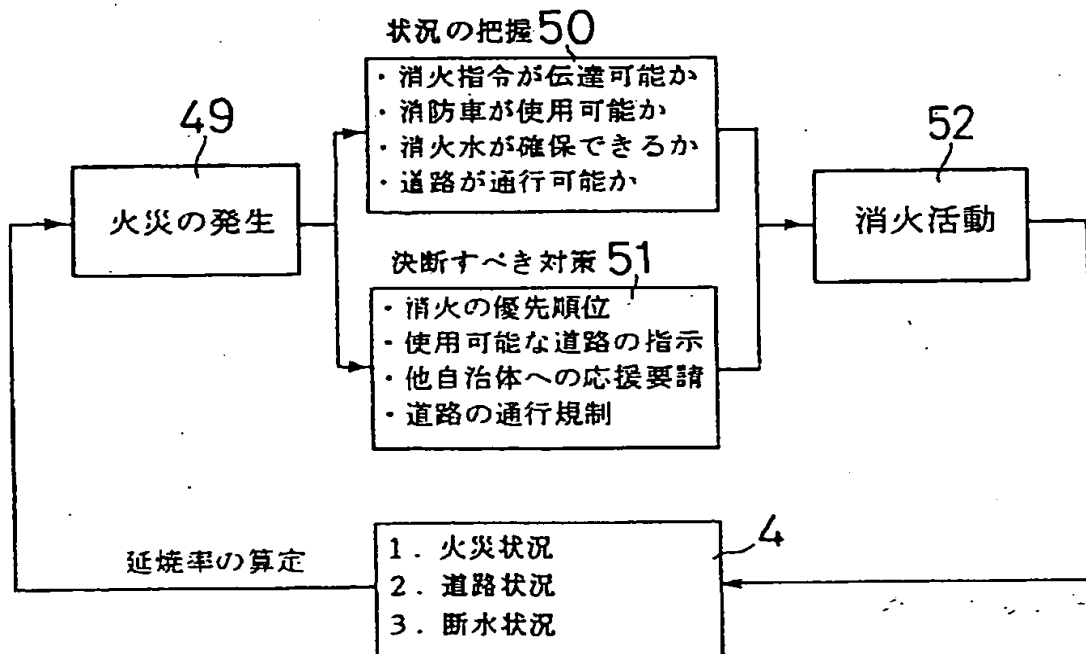 状況の把握 50
・消火指令が伝達可能か
・消防車が使用可能か
・消火水が確保できるか
・道路が通行可能か
49
火災の発生
52
消火活動
決断すべき対策 51
・消火の優先順位
・使用可能な道路の指示
・他自治体への応援要請
・道路の通行規制
4
1．火災状況
2．道路状況
3．断水状況
延焼率の算定